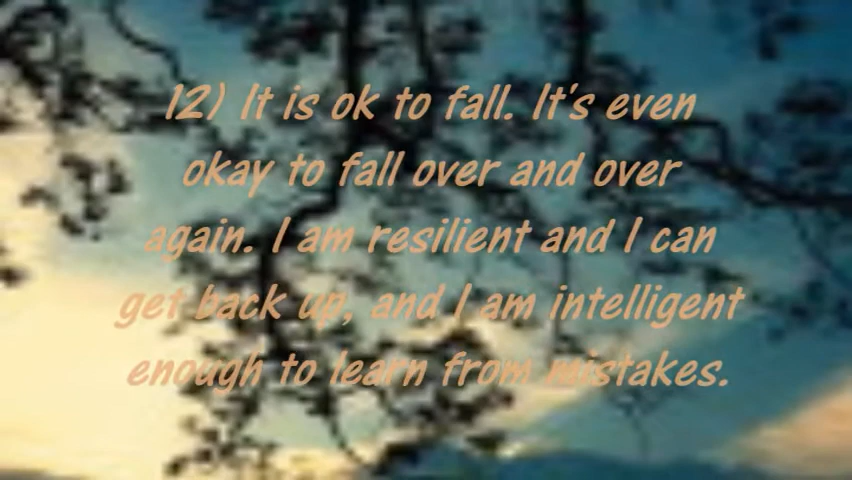 12) It is ok to fall. It's even
okay to fall over and over
again. I am resilient and I can
get back up, and I am intelligent
enough to learn from mistakes.